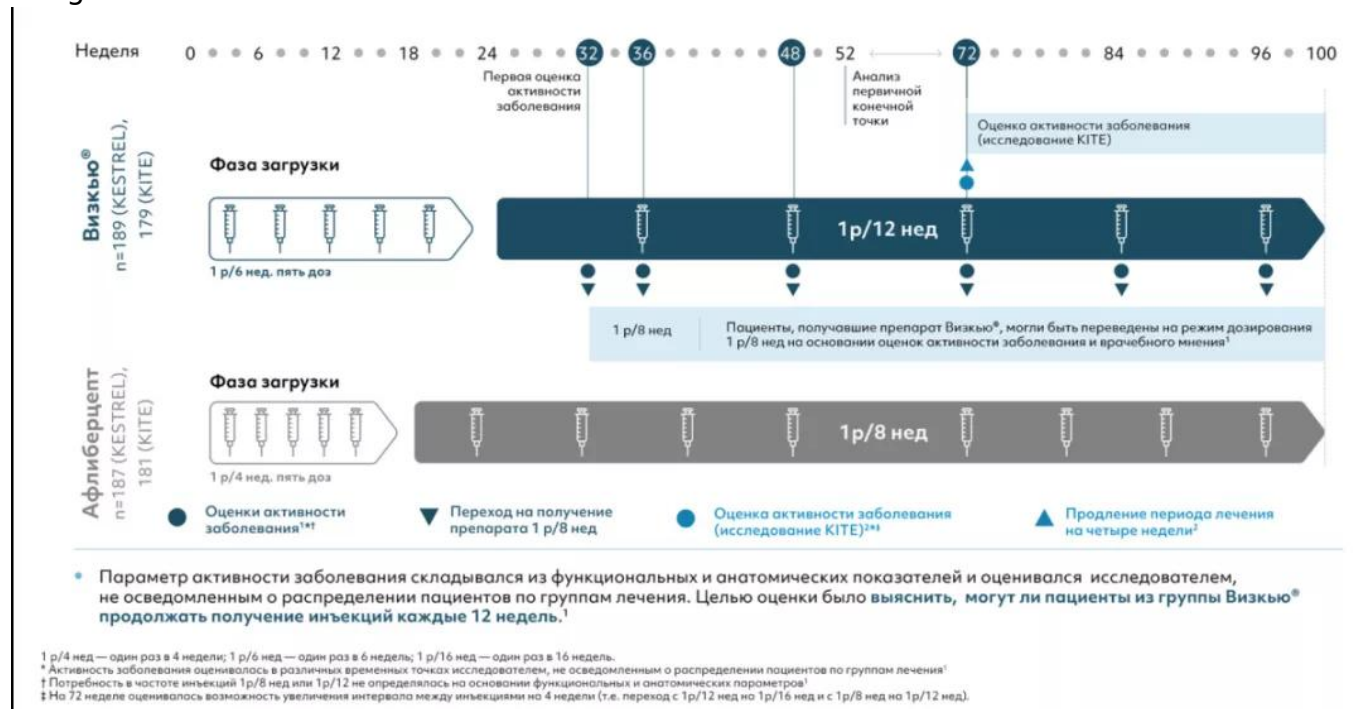 Неделя 0 6 12 18 24 32 36 48 52 72 84 96 100
Первая оценка
активности
заболевания
Анализ
первичной
конечной
точки
Оценка активности заболевания
(исследование KITE)
Визкью®
n=189 (KESTREL),
179 (KITE)
Фаза загрузки
1р/12 нед
1 р/6 нед. пять доз
1 р/8 нед
Пациенты, получавшие препарат Визкью®, могли быть переведены на режим дозирования
1 р/8 нед на основании оценок активности заболевания и врачебного мнения¹
Афлиберцепт
n=187 (KESTREL),
181 (KITE)
Фаза загрузки
1р/8 нед
1 р/4 нед. пять доз
Оценки активности
заболевания¹*†
Переход на получение
препарата 1 р/8 нед
Оценка активности заболевания
(исследование KITE)²*‡
Продление периода лечения
на четыре недели²
• Параметр активности заболевания складывался из функциональных и анатомических показателей и оценивался исследователем,
не осведомленным о распределении пациентов по группам лечения. Целью оценки было выяснить, могут ли пациенты из группы Визкью®
продолжать получение инъекций каждые 12 недель.¹
1 р/4 нед — один раз в 4 недели; 1 р/6 нед — один раз в 6 недель; 1 р/16 нед — один раз в 16 недель.
* Активность заболевания оценивалась в различных временных точках исследователем, не осведомленным о распределении пациентов по группам лечения¹
† Потребность в частоте инъекций 1р/8 нед или 1р/12 не определялась на основании функциональных и анатомических параметров¹
‡ На 72 неделе оценивалась возможность увеличения интервала между инъекциями на 4 недели (т.е. переход с 1р/12 нед на 1р/16 нед и с 1р/8 нед на 1р/12 нед).